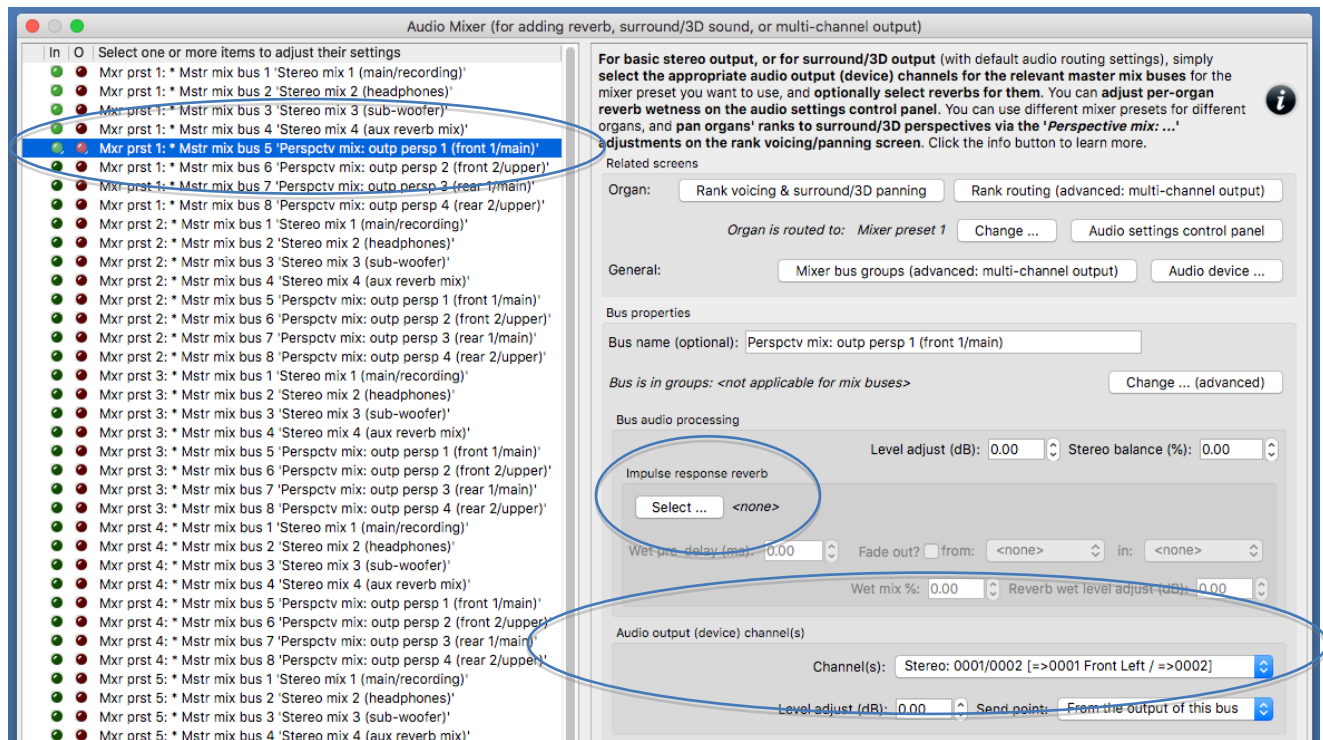 Audio Mixer (for adding reverb, surround/3D sound, or multi-channel output)
In O Select one or more items to adjust their settings
Mxr prst 1: * Mstr mix bus 1 'Stereo mix 1 (main/recording)'
Mxr prst 1: * Mstr mix bus 2 'Stereo mix 2 (headphones)'
Mxr prst 1: * Mstr mix bus 3 'Stereo mix 3 (sub-woofer)'
Mxr prst 1: * Mstr mix bus 4 'Stereo mix 4 (aux reverb mix)'
Mxr prst 1: * Mstr mix bus 5 'Perspctv mix: outp persp 1 (front 1/main)'
Mxr prst 1: * Mstr mix bus 6 'Perspctv mix: outp persp 2 (front 2/upper)'
Mxr prst 1: * Mstr mix bus 7 'Perspctv mix: outp persp 3 (rear 1/main)'
Mxr prst 1: * Mstr mix bus 8 'Perspctv mix: outp persp 4 (rear 2/upper)'
Mxr prst 2: * Mstr mix bus 1 'Stereo mix 1 (main/recording)'
Mxr prst 2: * Mstr mix bus 2 'Stereo mix 2 (headphones)'
Mxr prst 2: * Mstr mix bus 3 'Stereo mix 3 (sub-woofer)'
Mxr prst 2: * Mstr mix bus 4 'Stereo mix 4 (aux reverb mix)'
Mxr prst 2: * Mstr mix bus 5 'Perspctv mix: outp persp 1 (front 1/main)'
Mxr prst 2: * Mstr mix bus 6 'Perspctv mix: outp persp 2 (front 2/upper)'
Mxr prst 2: * Mstr mix bus 7 'Perspctv mix: outp persp 3 (rear 1/main)'
Mxr prst 2: * Mstr mix bus 8 'Perspctv mix: outp persp 4 (rear 2/upper)'
Mxr prst 3: * Mstr mix bus 1 'Stereo mix 1 (main/recording)'
Mxr prst 3: * Mstr mix bus 2 'Stereo mix 2 (headphones)'
Mxr prst 3: * Mstr mix bus 3 'Stereo mix 3 (sub-woofer)'
Mxr prst 3: * Mstr mix bus 4 'Stereo mix 4 (aux reverb mix)'
Mxr prst 3: * Mstr mix bus 5 'Perspctv mix: outp persp 1 (front 1/main)'
Mxr prst 3: * Mstr mix bus 6 'Perspctv mix: outp persp 2 (front 2/upper)'
Mxr prst 3: * Mstr mix bus 7 'Perspctv mix: outp persp 3 (rear 1/main)'
Mxr prst 3: * Mstr mix bus 8 'Perspctv mix: outp persp 4 (rear 2/upper)'
Mxr prst 4: * Mstr mix bus 1 'Stereo mix 1 (main/recording)'
Mxr prst 4: * Mstr mix bus 2 'Stereo mix 2 (headphones)'
Mxr prst 4: * Mstr mix bus 3 'Stereo mix 3 (sub-woofer)'
Mxr prst 4: * Mstr mix bus 4 'Stereo mix 4 (aux reverb mix)'
Mxr prst 4: * Mstr mix bus 5 'Perspctv mix: outp persp 1 (front 1/main)'
Mxr prst 4: * Mstr mix bus 6 'Perspctv mix: outp persp 2 (front 2/upper)'
Mxr prst 4: * Mstr mix bus 7 'Perspctv mix: outp persp 3 (rear 1/main)'
Mxr prst 4: * Mstr mix bus 8 'Perspctv mix: outp persp 4 (rear 2/upper)'
Mxr prst 5: * Mstr mix bus 1 'Stereo mix 1 (main/recording)'
Mxr prst 5: * Mstr mix bus 2 'Stereo mix 2 (headphones)'
Mxr prst 5: * Mstr mix bus 3 'Stereo mix 3 (sub-woofer)'
Mxr prst 5: * Mstr mix bus 4 'Stereo mix 4 (aux reverb mix)'
For basic stereo output, or for surround/3D output (with default audio routing settings), simply
select the appropriate audio output (device) channels for the relevant master mix buses for the
mixer preset you want to use, and optionally select reverbs for them. You can adjust per-organ
reverb wetness on the audio settings control panel. You can use different mixer presets for different
organs, and pan organs' ranks to surround/3D perspectives via the 'Perspective mix: ...'
adjustments on the rank voicing/panning screen. Click the info button to learn more.
i
Related screens
Organ: Rank voicing & surround/3D panning Rank routing (advanced: multi-channel output)
Organ is routed to: Mixer preset 1 Change ... Audio settings control panel
General: Mixer bus groups (advanced: multi-channel output) Audio device ...
Bus properties
Bus name (optional): Perspctv mix: outp persp 1 (front 1/main)
Bus is in groups: <not applicable for mix buses> Change ... (advanced)
Bus audio processing
Level adjust (dB): 0.00 Stereo balance (%): 0.00
Impulse response reverb
Select ... <none>
Wet pre-delay (ms): 0.00 Fade out? from: <none> in: <none>
Wet mix %: 0.00 Reverb wet level adjust (dB): 0.00
Audio output (device) channel(s)
Channel(s): Stereo: 0001/0002 [=>0001 Front Left / =>0002]
Level adjust (dB): 0.00 Send point: From the output of this bus